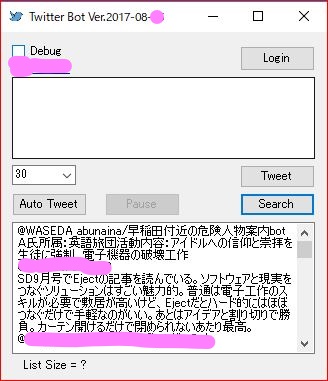 Twitter Bot Ver.2017-08-
Debug
Login
30
Tweet
Auto Tweet
Pause
Search
@WASEDA_abunaina/早稲田付近の危険人物案内bot
A氏所属:英語旅団活動内容:アイドルへの信仰と崇拝を
生徒に強制、電子機器の破壊工作
SD9月号でEjectの記事を読んでいる。ソフトウェアと現実を
つなぐソリューションはすごい魅力的。普通は電子工作のス
キルが必要で敷居が高いけど、Ejectだとハード的にはほぼ
つなぐだけで手軽なのがいい。あとはアイデアと割り切りで勝
負。カーテン開けるだけで閉められないあたり最高。
@
List Size = ?